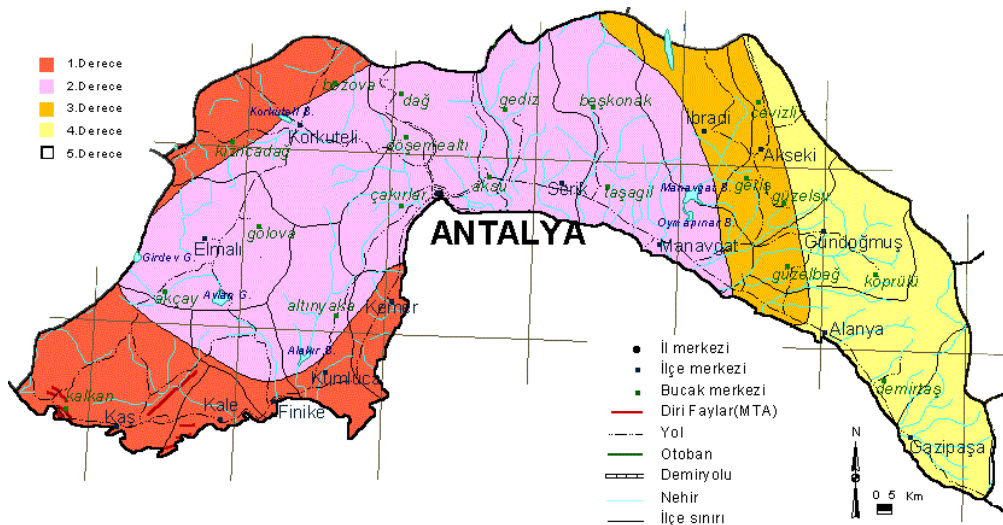 1.Derece
2.Derece
3.Derece
4.Derece
5.Derece
bozova
dağ
gediz
beşkonak
İbradi
cevizli
Korkuteli B.
Korkuteli
kızılcadağ
döşemealtı
Akseki
çakırlar
aksu
Serik
taşagil
Manavgat B.
geriş
güzelsu
ANTALYA
Oymapınar B.
Elmalı
gölova
Girdev G.
Manavgat
Gündoğmuş
güzelbağ
köprülü
akçay
Avlan G.
altınyaka
Kemer
Alakır B.
Alanya
Kumluca
kalkan
Kaş
Kale
Finike
demirtaş
Gazipaşa
İl merkezi
İlçe merkezi
Bucak merkezi
Diri Faylar(MTA)
Yol
Otoban
Demiryolu
Nehir
İlçe sınırı
N
0 5 Km